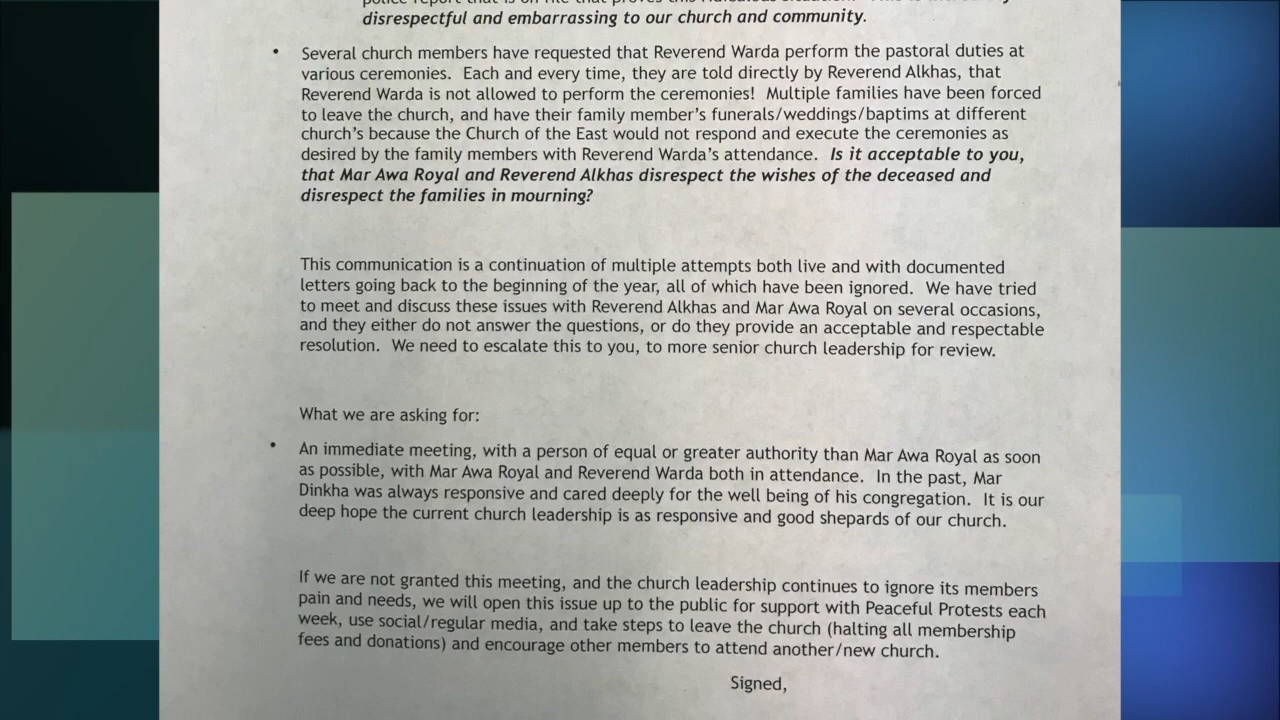 disrespectful and embarrassing to our church and community.
• Several church members have requested that Reverend Warda perform the pastoral duties at
various ceremonies. Each and every time, they are told directly by Reverend Alkhas, that
Reverend Warda is not allowed to perform the ceremonies! Multiple families have been forced
to leave the church, and have their family member's funerals/weddings/baptims at different
church's because the Church of the East would not respond and execute the ceremonies as
desired by the family members with Reverend Warda's attendance. Is it acceptable to you,
that Mar Awa Royal and Reverend Alkhas disrespect the wishes of the deceased and
disrespect the families in mourning?
This communication is a continuation of multiple attempts both live and with documented
letters going back to the beginning of the year, all of which have been ignored. We have tried
to meet and discuss these issues with Reverend Alkhas and Mar Awa Royal on several occasions,
and they either do not answer the questions, or do they provide an acceptable and respectable
resolution. We need to escalate this to you, to more senior church leadership for review.
What we are asking for:
• An immediate meeting, with a person of equal or greater authority than Mar Awa Royal as soon
as possible, with Mar Awa Royal and Reverend Warda both in attendance. In the past, Mar
Dinkha was always responsive and cared deeply for the well being of his congregation. It is our
deep hope the current church leadership is as responsive and good shepards of our church.
If we are not granted this meeting, and the church leadership continues to ignore its members
pain and needs, we will open this issue up to the public for support with Peaceful Protests each
week, use social/regular media, and take steps to leave the church (halting all membership
fees and donations) and encourage other members to attend another/new church.
Signed,